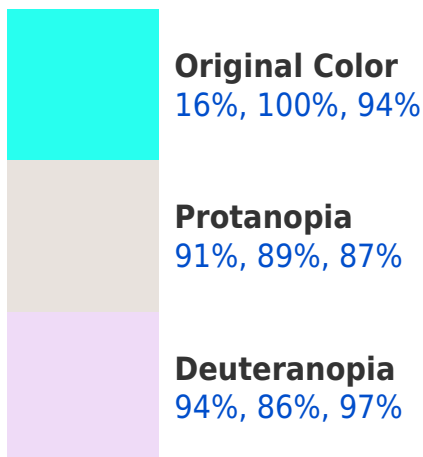 Original Color
16%, 100%, 94%
Protanopia
91%, 89%, 87%
Deuteranopia
94%, 86%, 97%